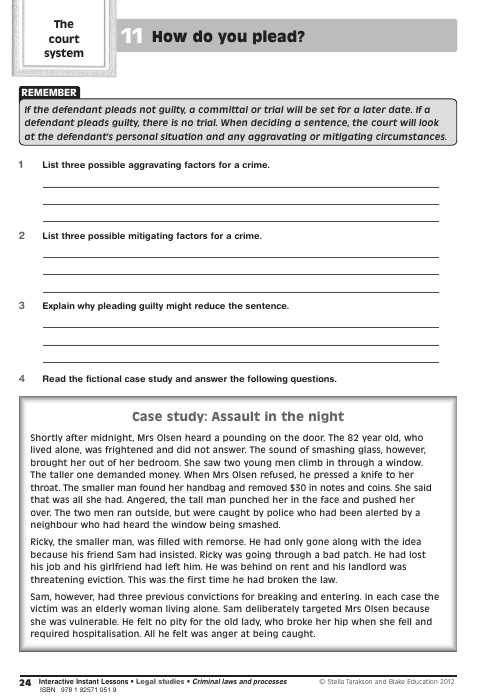 The
court
system
11 How do you plead?
REMEMBER
If the defendant pleads not guilty, a committal or trial will be set for a later date. If a
defendant pleads guilty, there is no trial. When deciding a sentence, the court will look
at the defendant's personal situation and any aggravating or mitigating circumstances.
1 List three possible aggravating factors for a crime.
2 List three possible mitigating factors for a crime.
3 Explain why pleading guilty might reduce the sentence.
4 Read the fictional case study and answer the following questions.
Case study: Assault in the night
Shortly after midnight, Mrs Olsen heard a pounding on the door. The 82 year old, who
lived alone, was frightened and did not answer. The sound of smashing glass, however,
brought her out of her bedroom. She saw two young men climb in through a window.
The taller one demanded money. When Mrs Olsen refused, he pressed a knife to her
throat. The smaller man found her handbag and removed $30 in notes and coins. She said
that was all she had. Angered, the tall man punched her in the face and pushed her
over. The two men ran outside, but were caught by police who had been alerted by a
neighbour who had heard the window being smashed.
Ricky, the smaller man, was filled with remorse. He had only gone along with the idea
because his friend Sam had insisted. Ricky was going through a bad patch. He had lost
his job and his girlfriend had left him. He was behind on rent and his landlord was
threatening eviction. This was the first time he had broken the law.
Sam, however, had three previous convictions for breaking and entering. In each case the
victim was an elderly woman living alone. Sam deliberately targeted Mrs Olsen because
she was vulnerable. He felt no pity for the old lady, who broke her hip when she fell and
required hospitalisation. All he felt was anger at being caught.
24 Interactive Instant Lessons • Legal studies • Criminal laws and processes © Stella Tarakson and Blake Education 2012
ISBN 978 1 92571 051 9